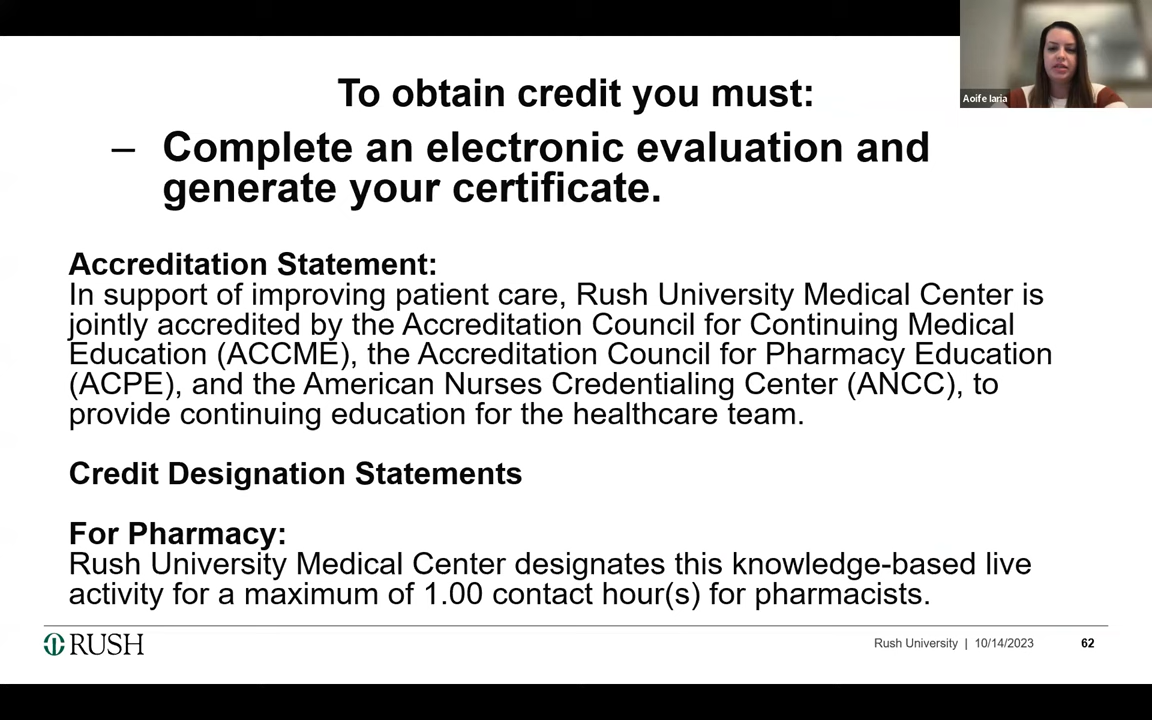 Aoife Iaria
To obtain credit you must:
– Complete an electronic evaluation and
generate your certificate.
Accreditation Statement:
In support of improving patient care, Rush University Medical Center is
jointly accredited by the Accreditation Council for Continuing Medical
Education (ACCME), the Accreditation Council for Pharmacy Education
(ACPE), and the American Nurses Credentialing Center (ANCC), to
provide continuing education for the healthcare team.
Credit Designation Statements
For Pharmacy:
Rush University Medical Center designates this knowledge-based live
activity for a maximum of 1.00 contact hour(s) for pharmacists.
RUSH
Rush University | 10/14/2023 62